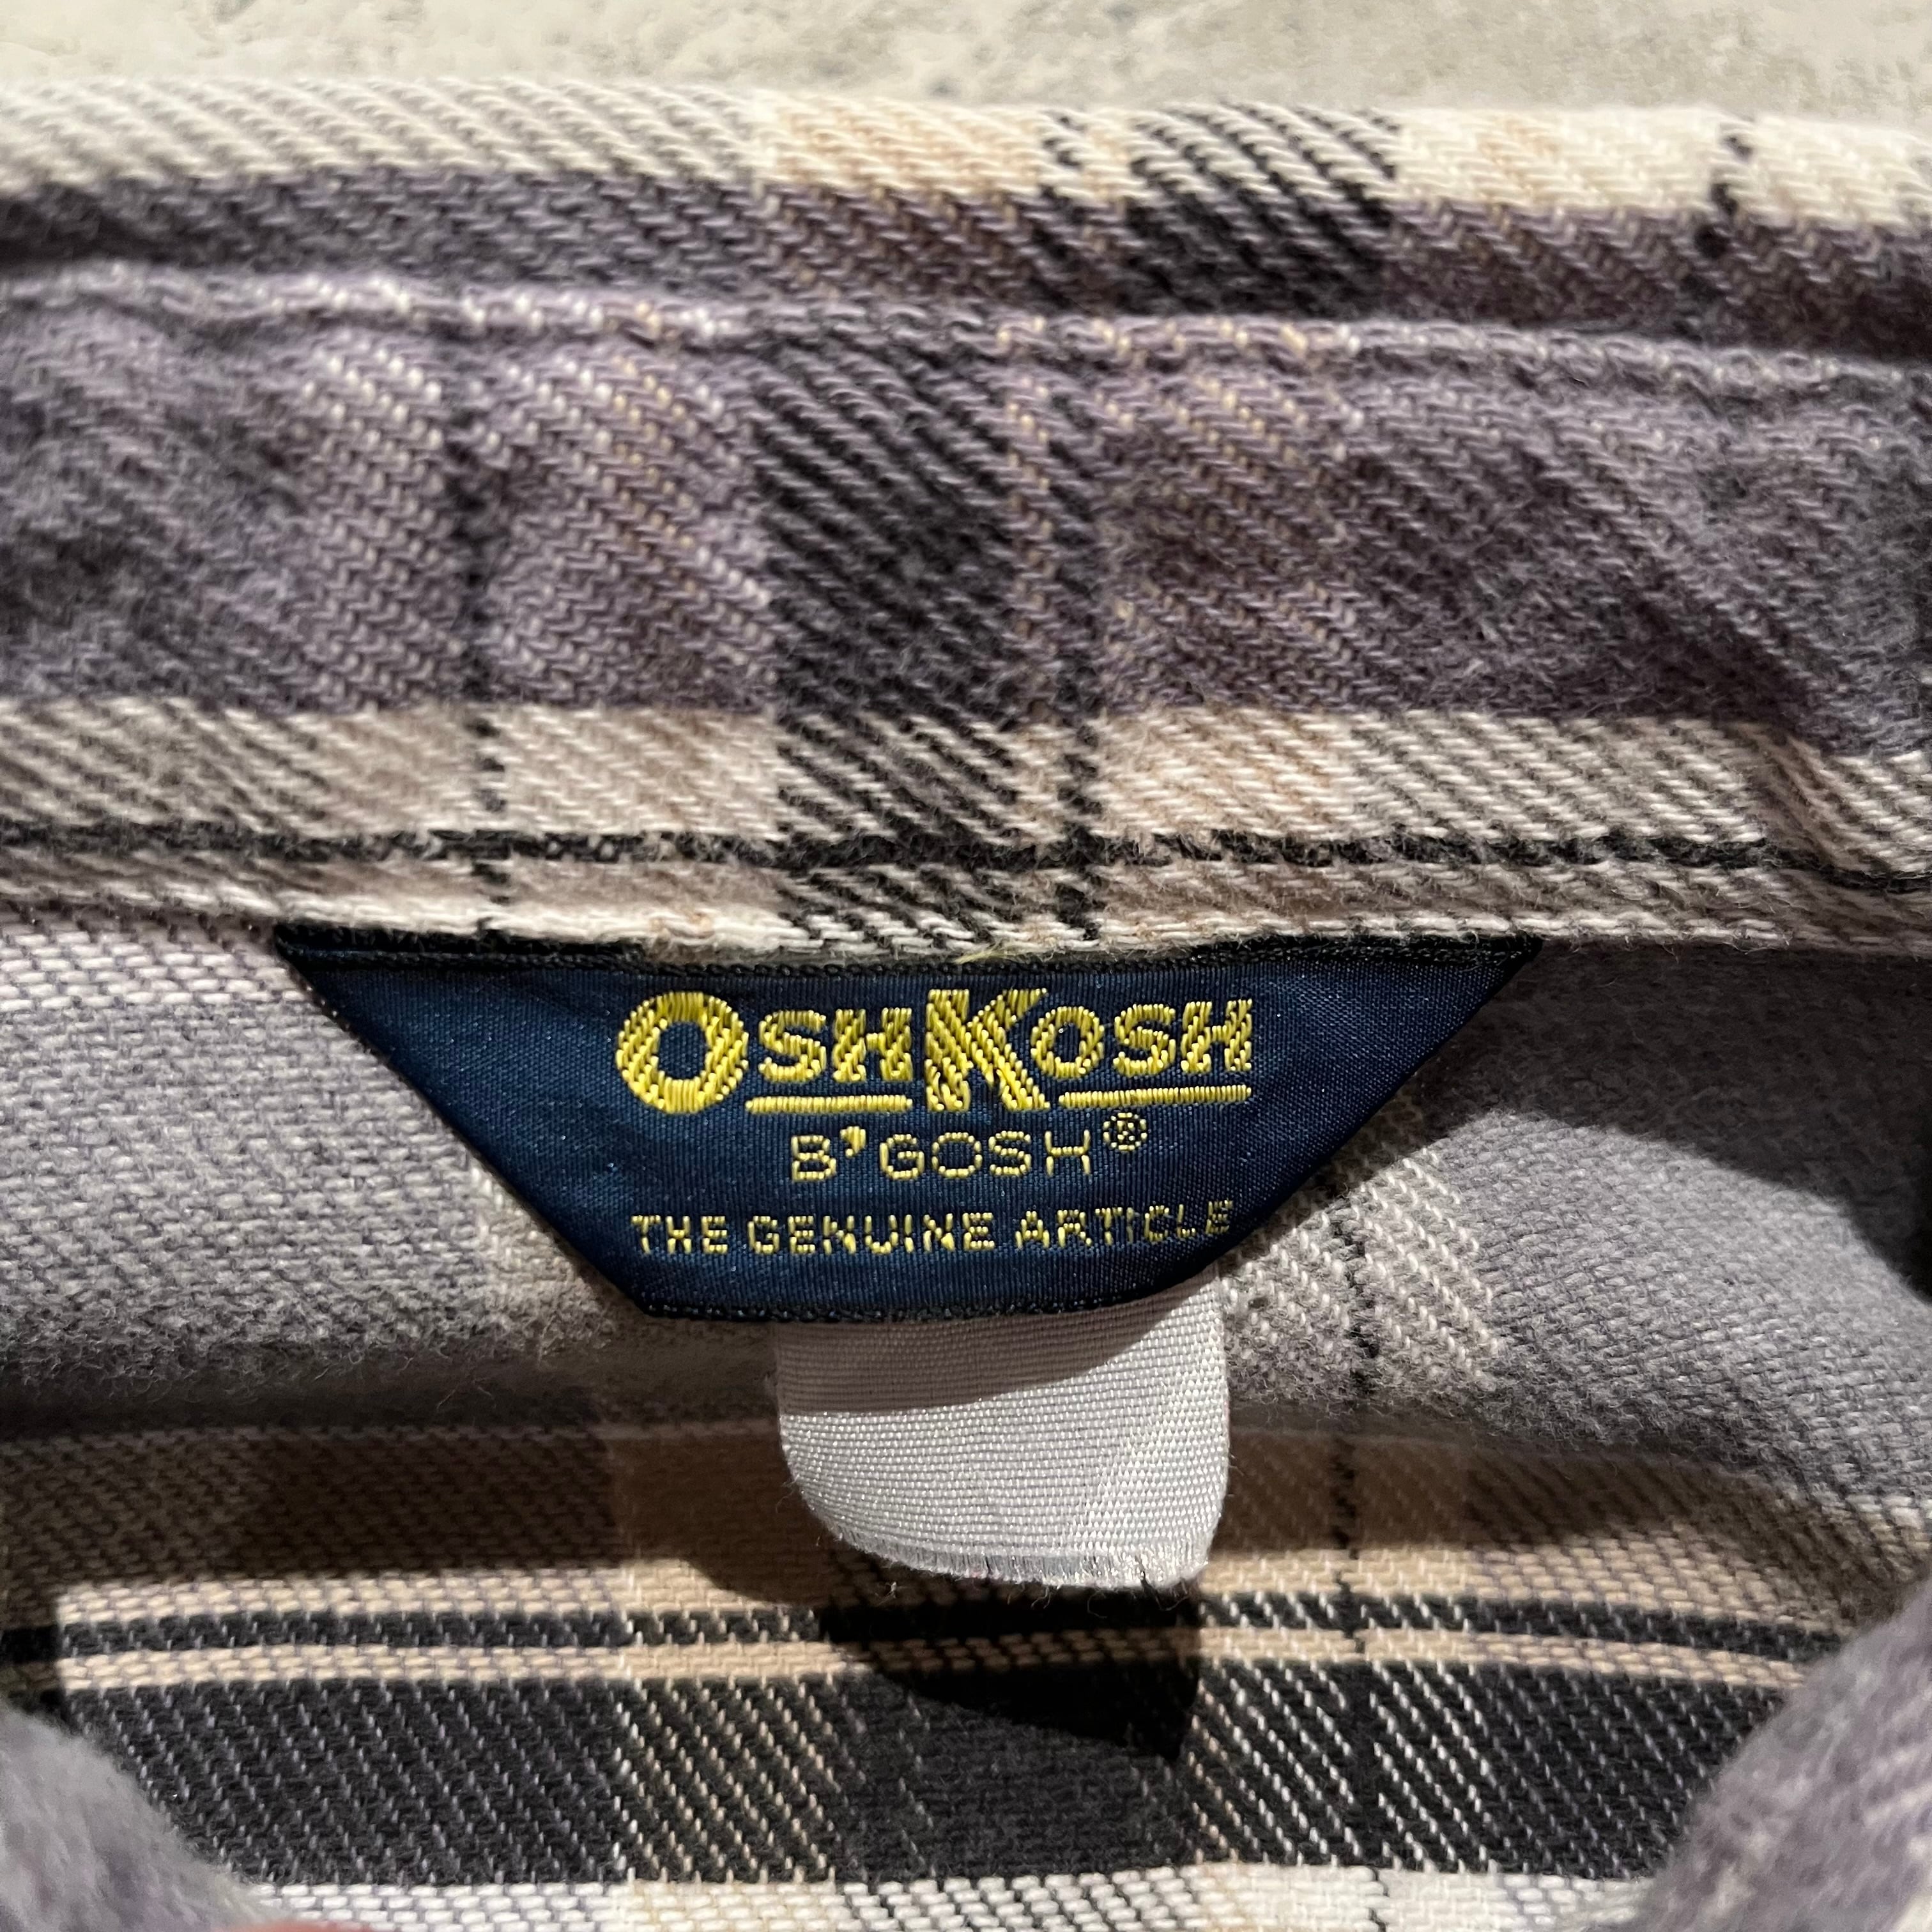 OSHKOSH
B'GOSH®
THE GENUINE ARTICLE